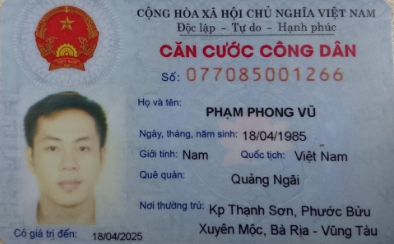 CỘNG HÒA XÃ HỘI CHỦ NGHĨA VIỆT NAM
Độc lập - Tự do - Hạnh phúc
CĂN CƯỚC CÔNG DÂN
Số: 077085001266
Họ và tên:
PHẠM PHONG VŨ
Ngày, tháng, năm sinh: 18/04/1985
Giới tính: Nam Quốc tịch: Việt Nam
Quê quán: Quảng Ngãi
Nơi thường trú: Kp Thạnh Sơn, Phước Bửu
Xuyên Mộc, Bà Rịa - Vũng Tàu
Có giá trị đến: 18/04/2025